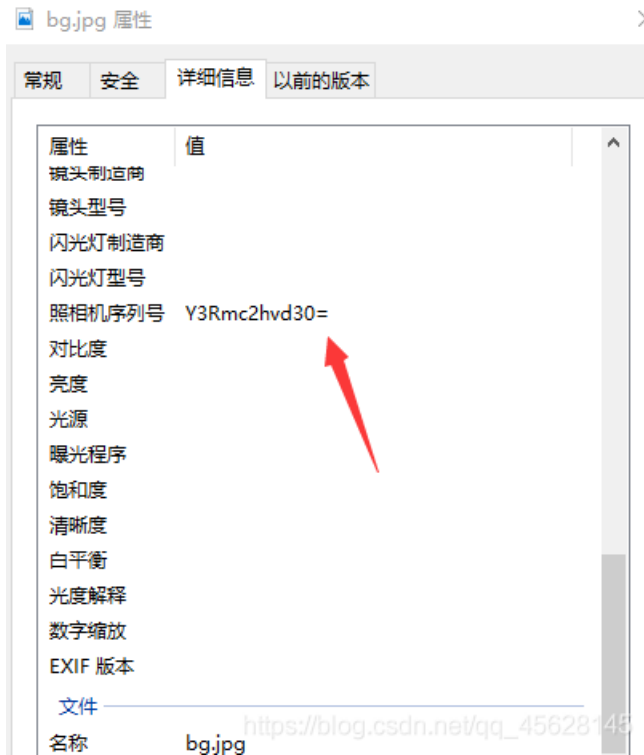 bg.jpg 属性
常规 安全 详细信息 以前的版本
属性 值
镜头制造商
镜头型号
闪光灯制造商
闪光灯型号
照相机序列号 Y3Rmc2hvd30=
对比度
亮度
光源
曝光程序
饱和度
清晰度
白平衡
光度解释
数字缩放
EXIF 版本
文件
https://blog.csdn.net/qq_45628145
名称 bg.jpg